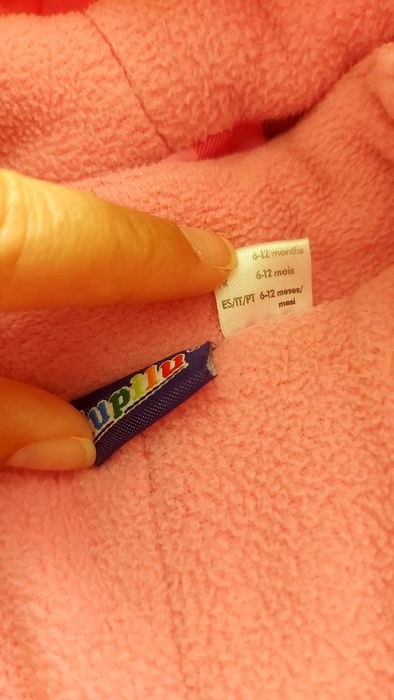 6-12 months
6-12 mois
ES/IT/PT 6-12 meses/
mesi
upilu